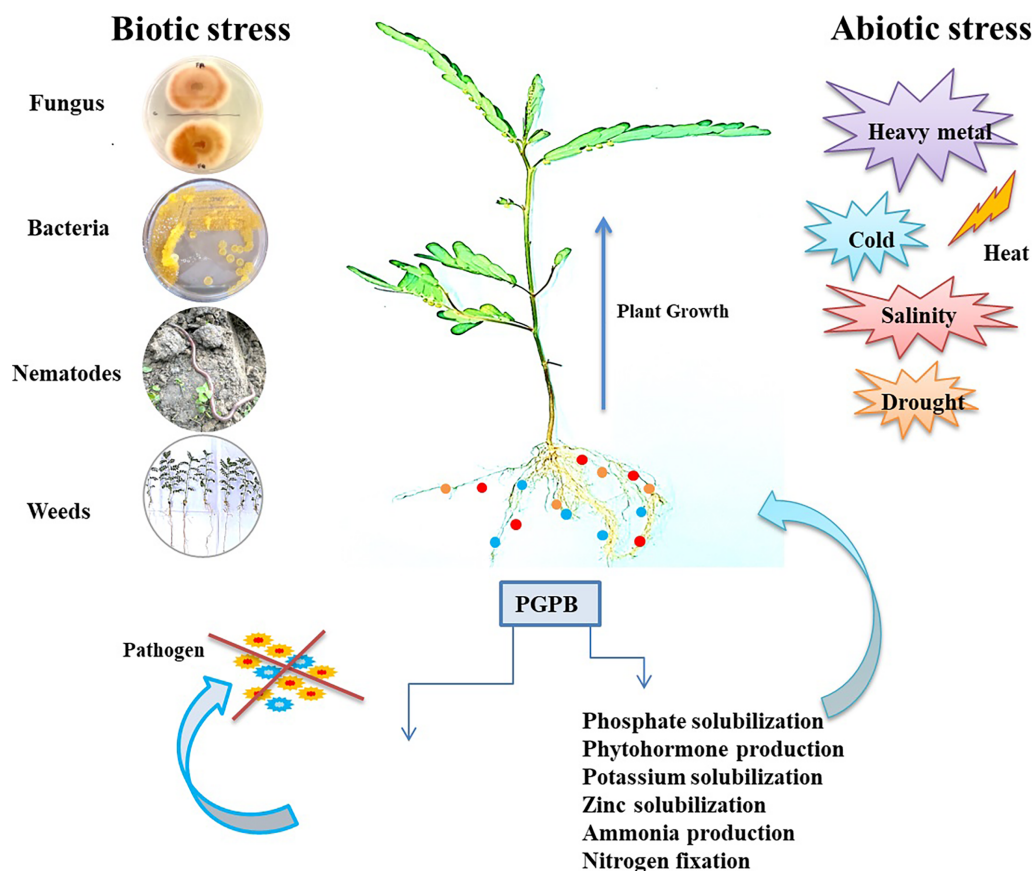 Biotic stress
Abiotic stress
Fungus
Heavy metal
Bacteria
Cold
Heat
Nematodes
Plant Growth
Salinity
Drought
Weeds
PGPB
Pathogen
Phosphate solubilization
Phytohormone production
Potassium solubilization
Zinc solubilization
Ammonia production
Nitrogen fixation